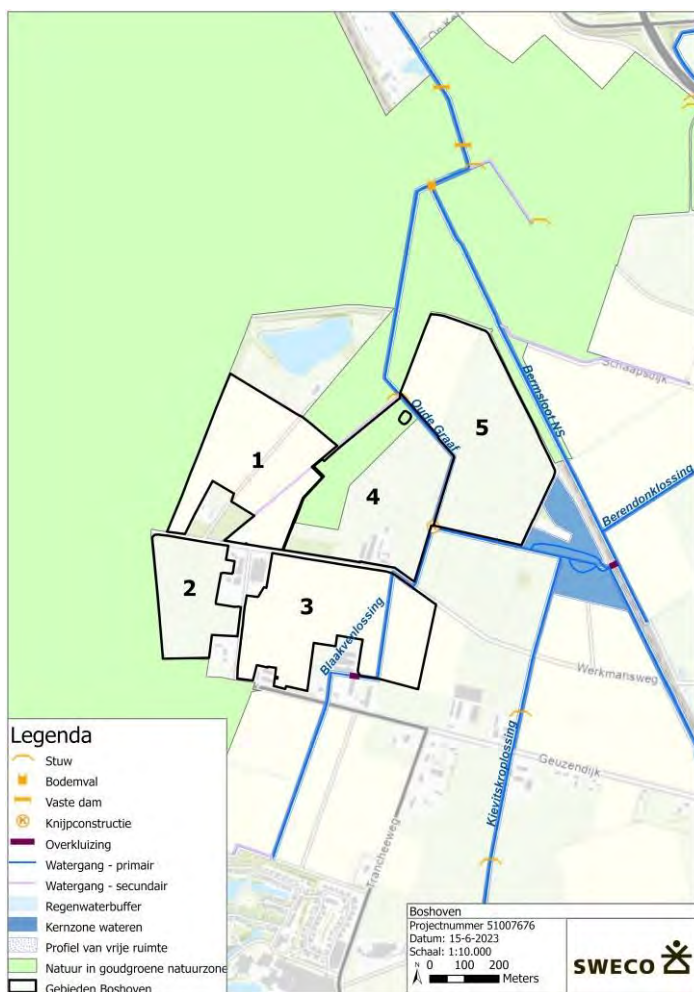 Schaapsdijk
Oude Graaf
Bermsloot NS
5
1
4
Berendonklossing
2
3
Blaakvenlossing
Werkmansweg
Kievitskroplossing
Geuzendijk
Trancheeweg
Legenda
Stuw
Bodemval
Vaste dam
Knijpconstructie
Overkluizing
Watergang - primair
Watergang - secundair
Regenwaterbuffer
Kernzone wateren
Profiel van vrije ruimte
Natuur in goudgroene natuurzone
Gebieden Boshoven
Boshoven
Projectnummer 51007676
Datum: 15-6-2023
Schaal: 1:10.000
N 0 100 200
Meters
SWECO